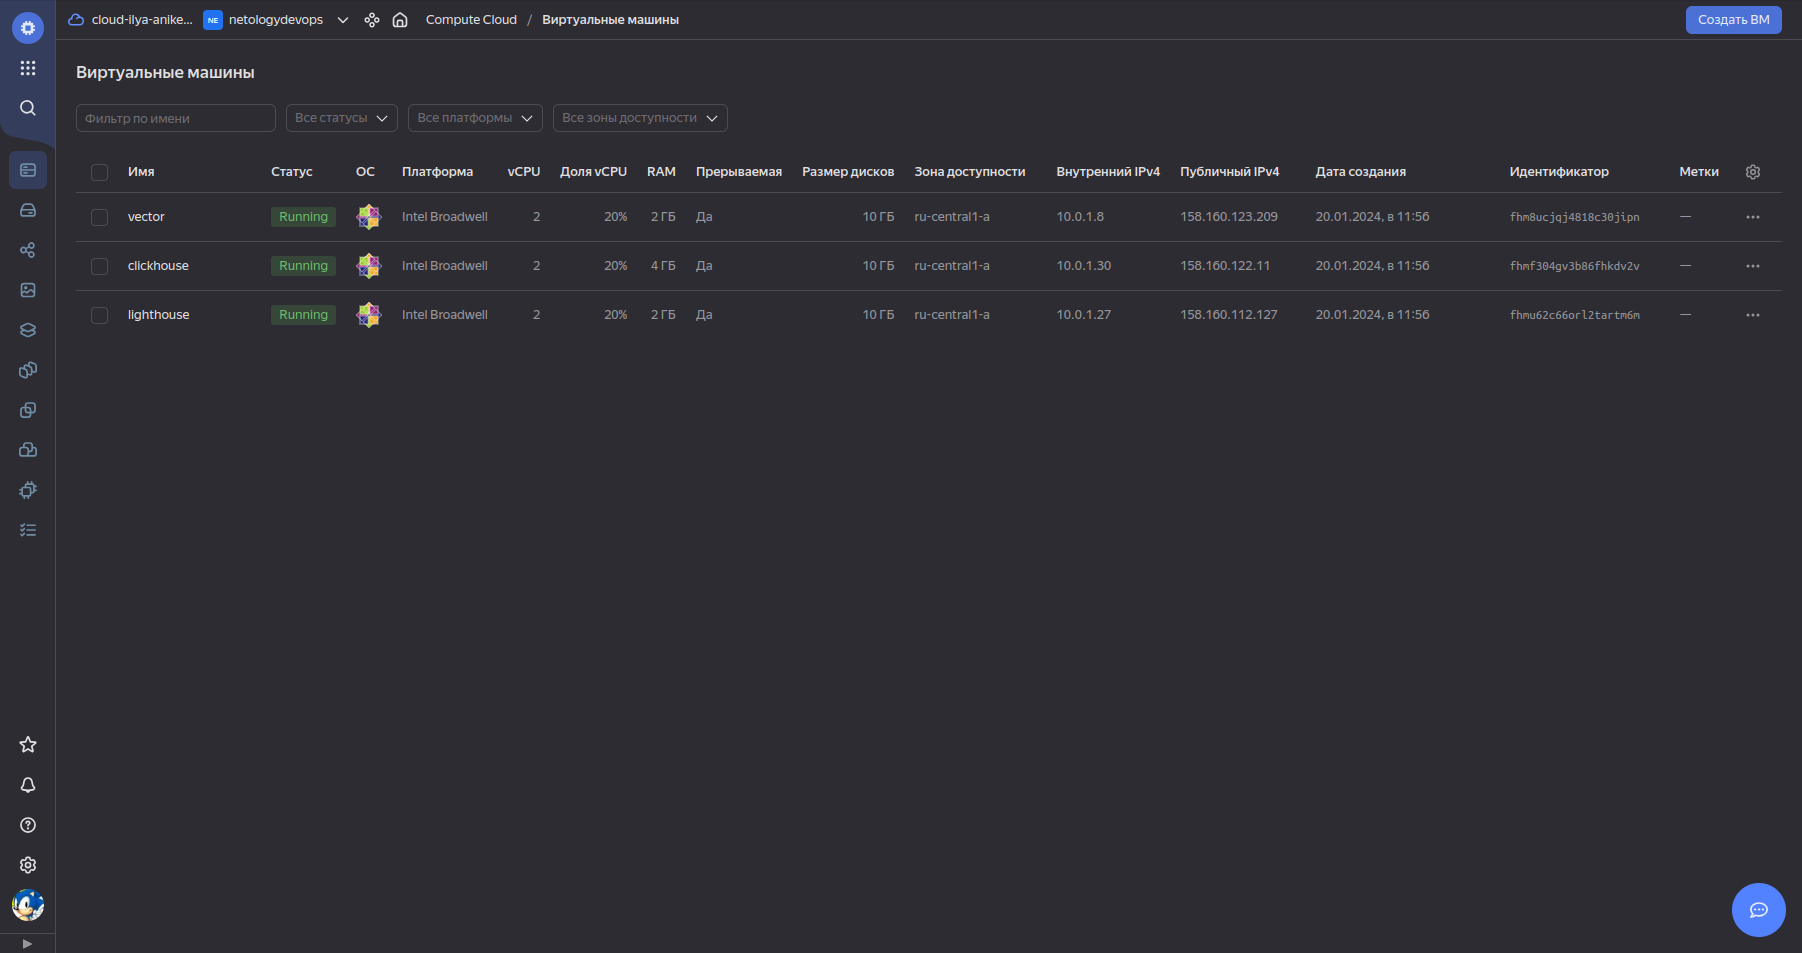 cloud-ilya-anike... NE netologydevops Compute Cloud / Виртуальные машины Создать ВМ
Виртуальные машины
Фильтр по имени Все статусы Все платформы Все зоны доступности
Имя Статус ОС Платформа vCPU Доля vCPU RAM Прерываемая Размер дисков Зона доступности Внутренний IPv4 Публичный IPv4 Дата создания Идентификатор Метки
vector Running Intel Broadwell 2 20% 2 ГБ Да 10 ГБ ru-central1-a 10.0.1.8 158.160.123.209 20.01.2024, в 11:56 fhm8ucjqj4818c30jipn —
clickhouse Running Intel Broadwell 2 20% 4 ГБ Да 10 ГБ ru-central1-a 10.0.1.30 158.160.122.11 20.01.2024, в 11:56 fhmf304gv3b86fhkdv2v —
lighthouse Running Intel Broadwell 2 20% 2 ГБ Да 10 ГБ ru-central1-a 10.0.1.27 158.160.112.127 20.01.2024, в 11:56 fhmu62c66orl2tartm6m —